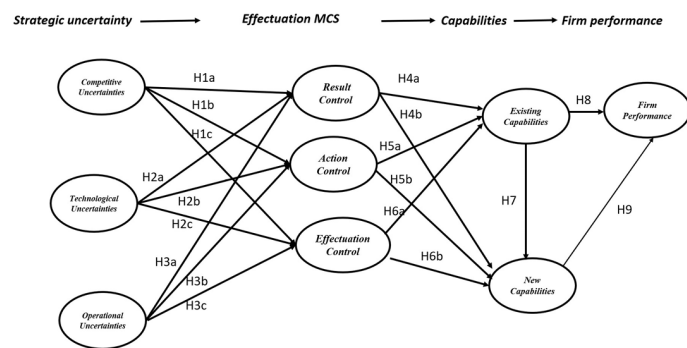 Strategic uncertainty
Effectuation MCS
Capabilities
Firm performance
Competitive
Uncertainties
Technological
Uncertainties
Operational
Uncertainties
H1a
H1b
H1c
H2a
H2b
H2c
H3a
H3b
H3c
Result
Control
Action
Control
Effectuation
Control
H4a
H4b
H5a
H5b
H6a
H6b
Existing
Capabilities
H7
New
Capabilities
H8
H9
Firm
Performance